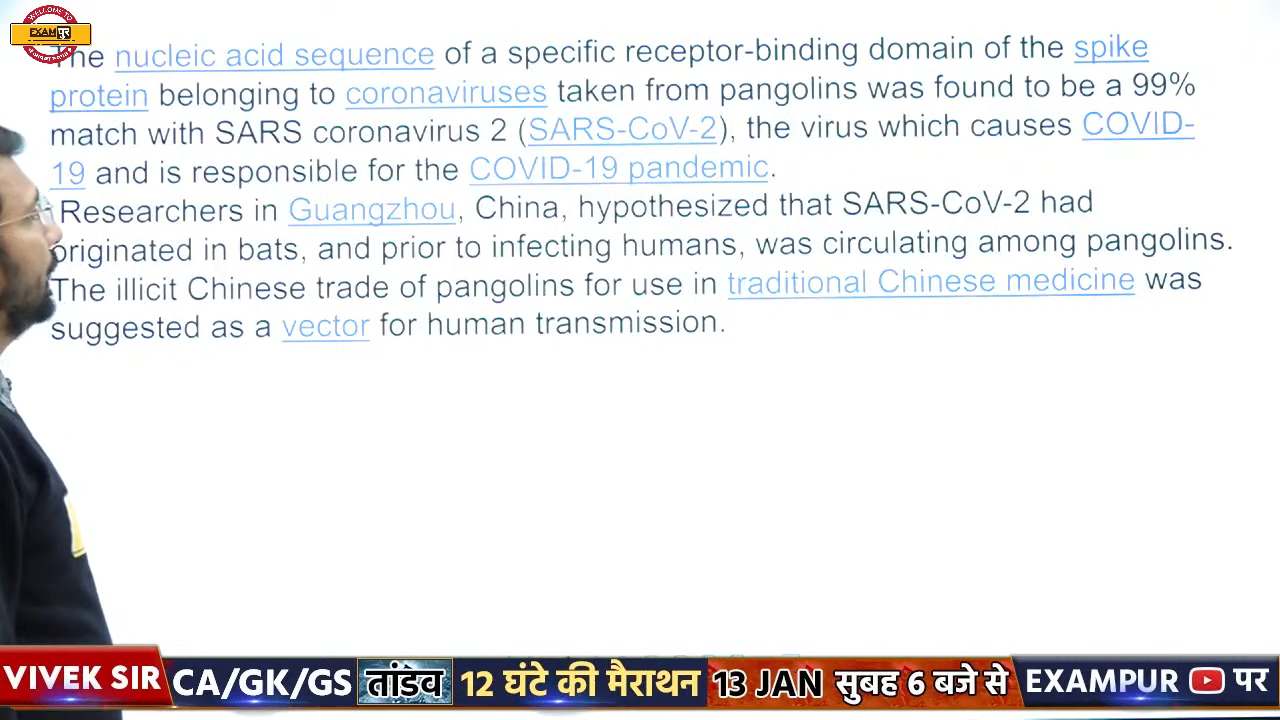 WELCOME TO
EXAMपुर
The nucleic acid sequence of a specific receptor-binding domain of the spike
protein belonging to coronaviruses taken from pangolins was found to be a 99%
match with SARS coronavirus 2 (SARS-CoV-2), the virus which causes COVID-
19 and is responsible for the COVID-19 pandemic.
Researchers in Guangzhou, China, hypothesized that SARS-CoV-2 had
originated in bats, and prior to infecting humans, was circulating among pangolins.
The illicit Chinese trade of pangolins for use in traditional Chinese medicine was
suggested as a vector for human transmission.
VIVEK SIR CA/GK/GS तांडव 12 घंटे की मैराथन 13 JAN सुबह 6 बजे से EXAMPUR पर